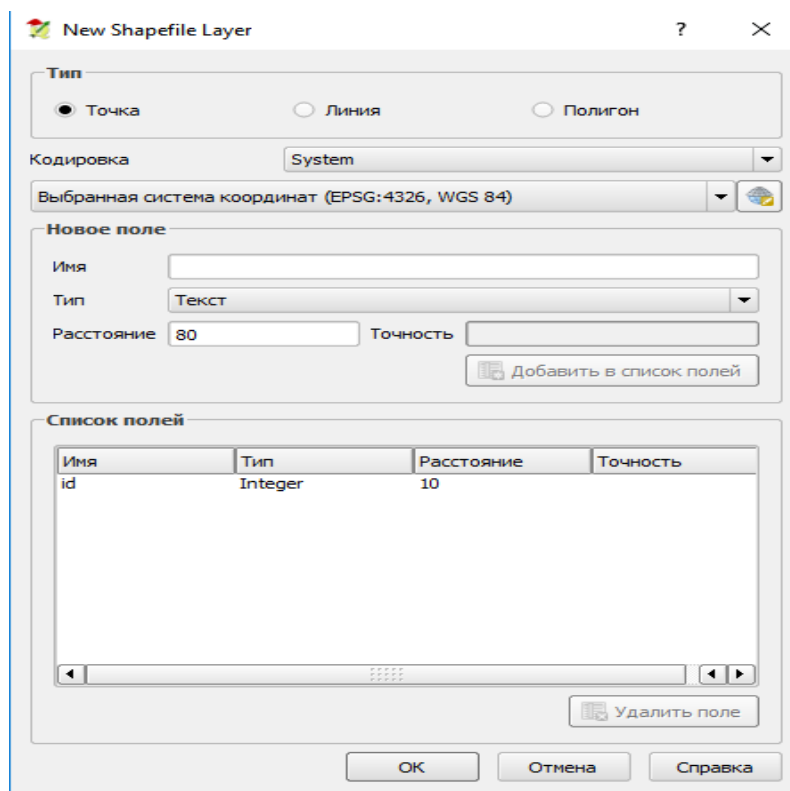 New Shapefile Layer
?
Тип
Точка Линия Полигон
Кодировка System
Выбранная система координат (EPSG:4326, WGS 84)
Новое поле
Имя
Тип Текст
Расстояние 80 Точность
Добавить в список полей
Список полей
Имя Тип Расстояние Точность
id Integer 10
Удалить поле
OK Отмена Справка